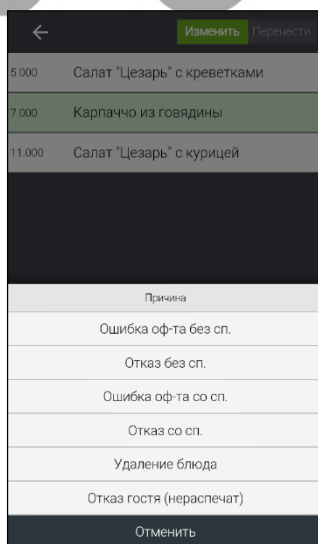 ← Изменить Перенести
5.000 Салат "Цезарь" с креветками
7.000 Карпаччо из говядины
11.000 Салат "Цезарь" с курицей
Причина
Ошибка оф-та без сп.
Отказ без сп.
Ошибка оф-та со сп.
Отказ со сп.
Удаление блюда
Отказ гостя (нераспечат)
Отменить